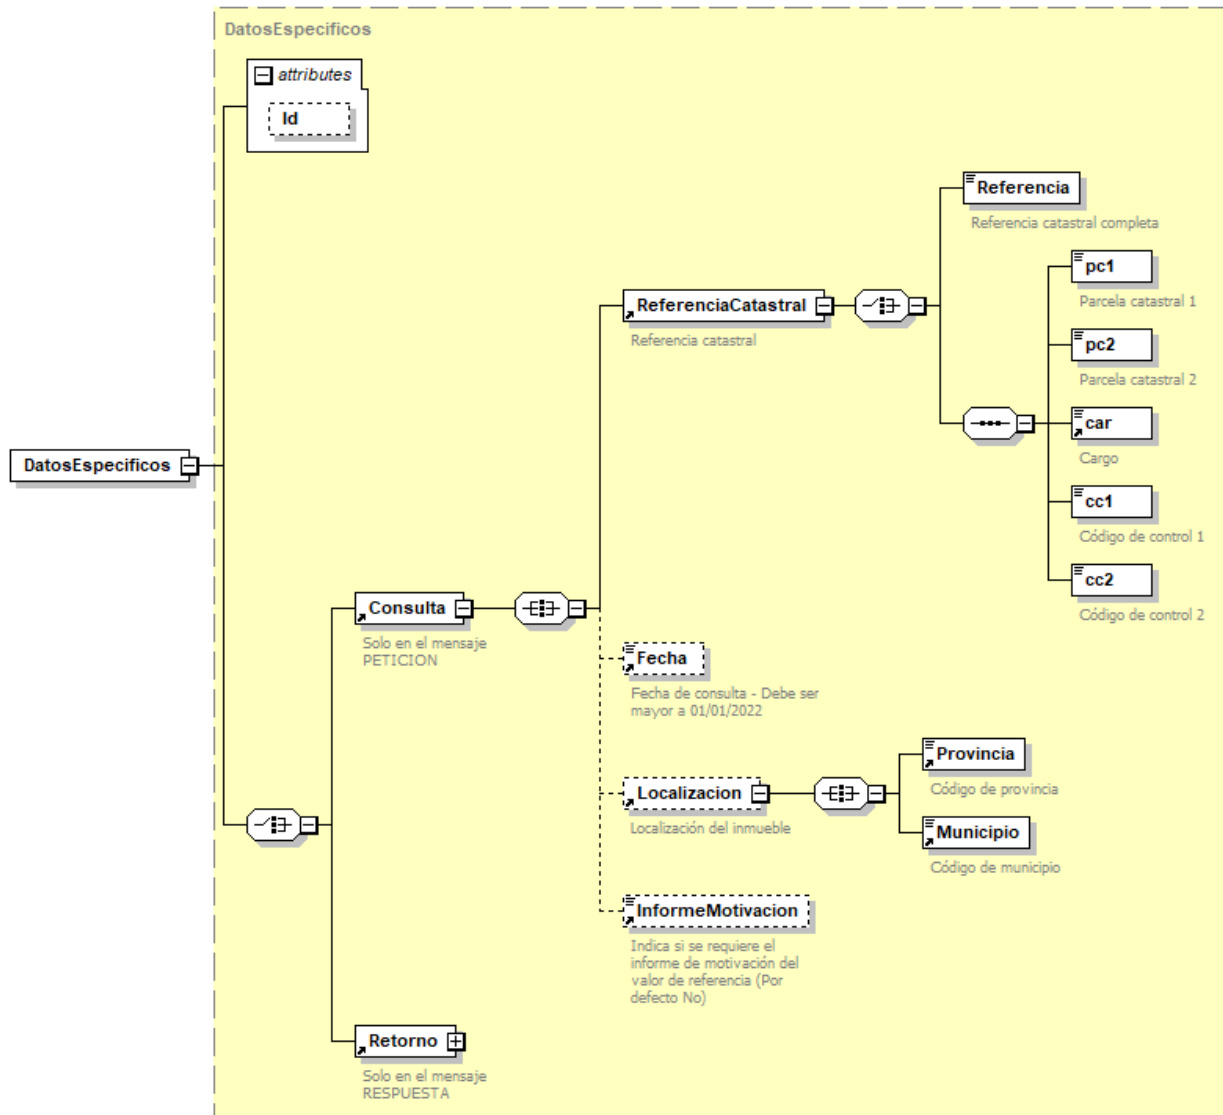 DatosEspecificos
attributes
Id
Referencia
Referencia catastral completa
pc1
Parcela catastral 1
ReferenciaCatastral
Referencia catastral
pc2
Parcela catastral 2
car
Cargo
DatosEspecificos
cc1
Código de control 1
cc2
Código de control 2
Consulta
Solo en el mensaje
PETICION
Fecha
Fecha de consulta - Debe ser
mayor a 01/01/2022
Provincia
Código de provincia
Localizacion
Localización del inmueble
Municipio
Código de municipio
InformeMotivacion
Indica si se requiere el
informe de motivación del
valor de referencia (Por
defecto No)
Retorno
Solo en el mensaje
RESPUESTA